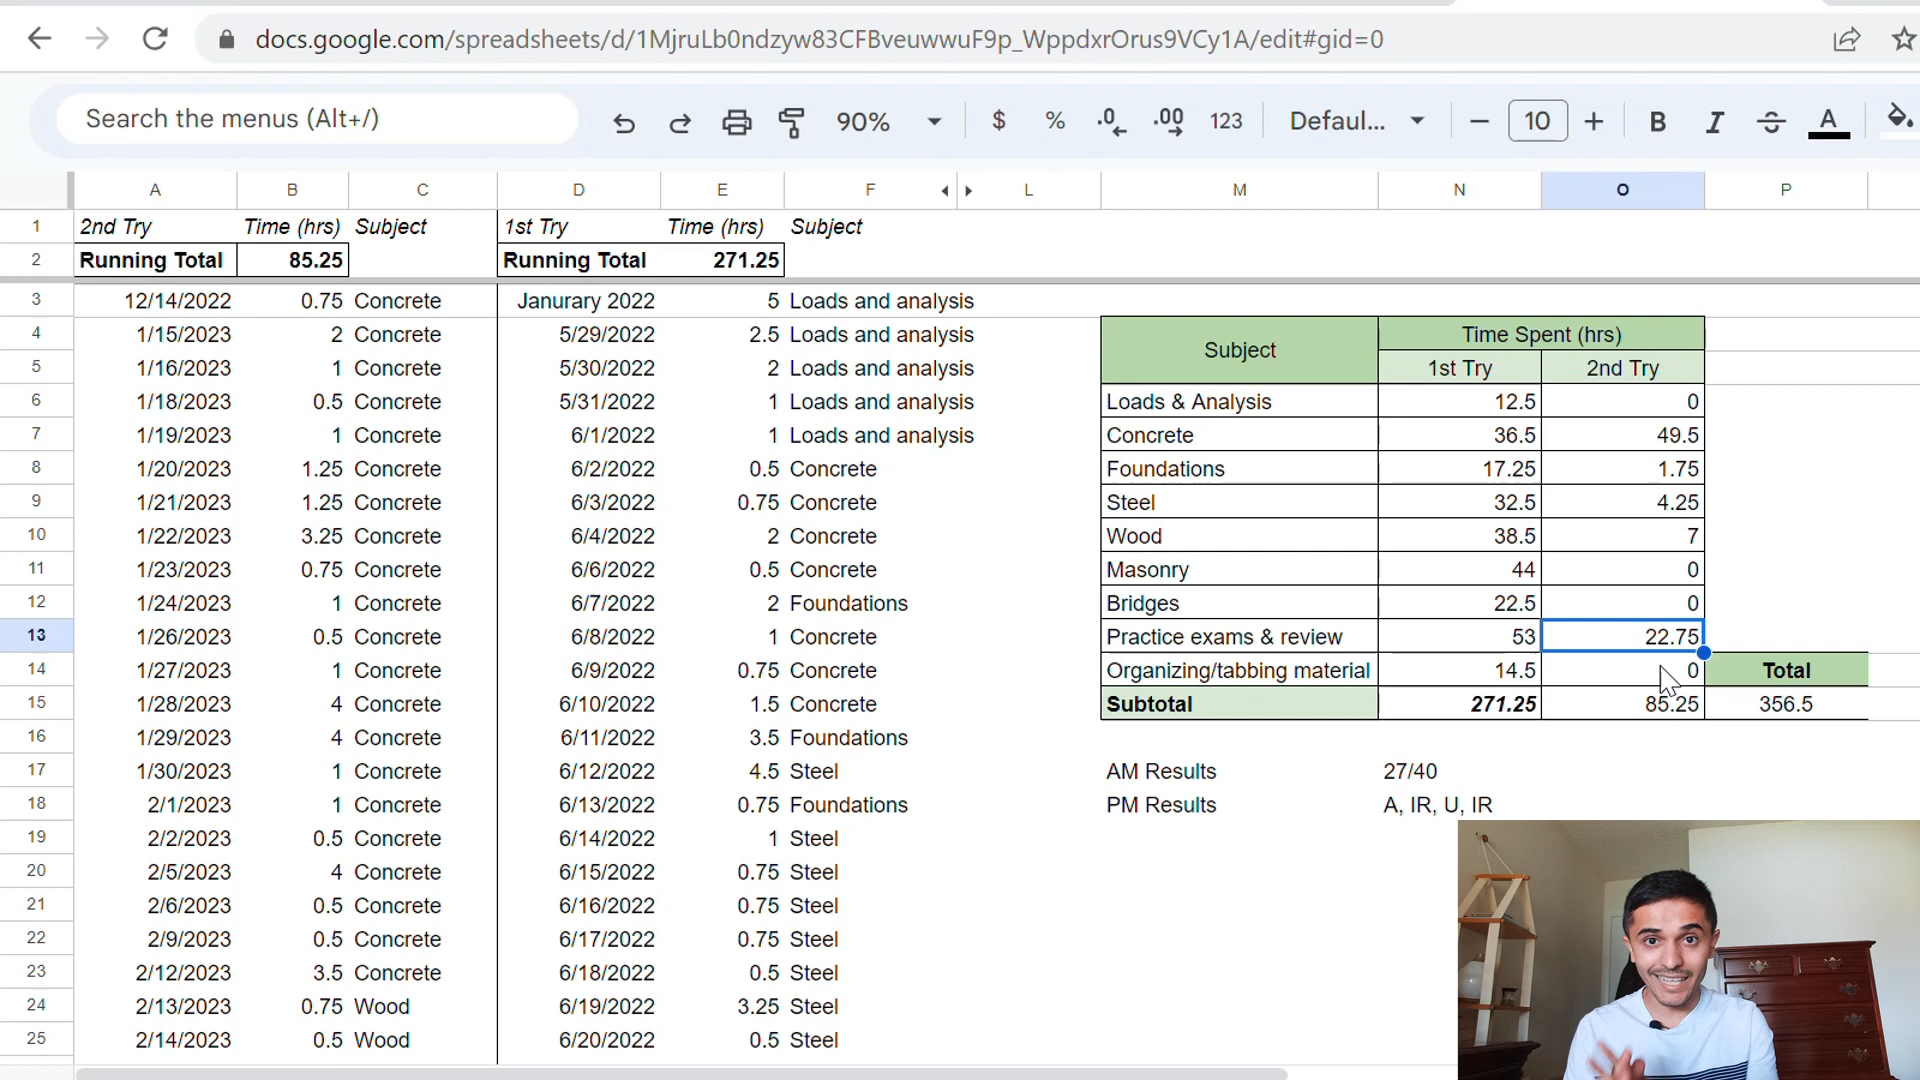 docs.google.com/spreadsheets/d/1MjruLb0ndzyw83CFBveuwwuF9p_WppdxrOrus9VCy1A/edit#gid=0
Search the menus (Alt+/) 90% $ % .0 .00 123 Defaul... 10 B I S A
A B C D E F L M N O P
1 2nd Try Time (hrs) Subject 1st Try Time (hrs) Subject
2 Running Total 85.25 Running Total 271.25
3 12/14/2022 0.75 Concrete Janurary 2022 5 Loads and analysis
4 1/15/2023 2 Concrete 5/29/2022 2.5 Loads and analysis Subject Time Spent (hrs)
5 1/16/2023 1 Concrete 5/30/2022 2 Loads and analysis 1st Try 2nd Try
6 1/18/2023 0.5 Concrete 5/31/2022 1 Loads and analysis Loads & Analysis 12.5 0
7 1/19/2023 1 Concrete 6/1/2022 1 Loads and analysis Concrete 36.5 49.5
8 1/20/2023 1.25 Concrete 6/2/2022 0.5 Concrete Foundations 17.25 1.75
9 1/21/2023 1.25 Concrete 6/3/2022 0.75 Concrete Steel 32.5 4.25
10 1/22/2023 3.25 Concrete 6/4/2022 2 Concrete Wood 38.5 7
11 1/23/2023 0.75 Concrete 6/6/2022 0.5 Concrete Masonry 44 0
12 1/24/2023 1 Concrete 6/7/2022 2 Foundations Bridges 22.5 0
13 1/26/2023 0.5 Concrete 6/8/2022 1 Concrete Practice exams & review 53 22.75
14 1/27/2023 1 Concrete 6/9/2022 0.75 Concrete Organizing/tabbing material 14.5 0 Total
15 1/28/2023 4 Concrete 6/10/2022 1.5 Concrete Subtotal 271.25 85.25 356.5
16 1/29/2023 4 Concrete 6/11/2022 3.5 Foundations
17 1/30/2023 1 Concrete 6/12/2022 4.5 Steel AM Results 27/40
18 2/1/2023 1 Concrete 6/13/2022 0.75 Foundations PM Results A, IR, U, IR
19 2/2/2023 0.5 Concrete 6/14/2022 1 Steel
20 2/5/2023 4 Concrete 6/15/2022 0.75 Steel
21 2/6/2023 0.5 Concrete 6/16/2022 0.75 Steel
22 2/9/2023 0.5 Concrete 6/17/2022 0.75 Steel
23 2/12/2023 3.5 Concrete 6/18/2022 0.5 Steel
24 2/13/2023 0.75 Wood 6/19/2022 3.25 Steel
25 2/14/2023 0.5 Wood 6/20/2022 0.5 Steel